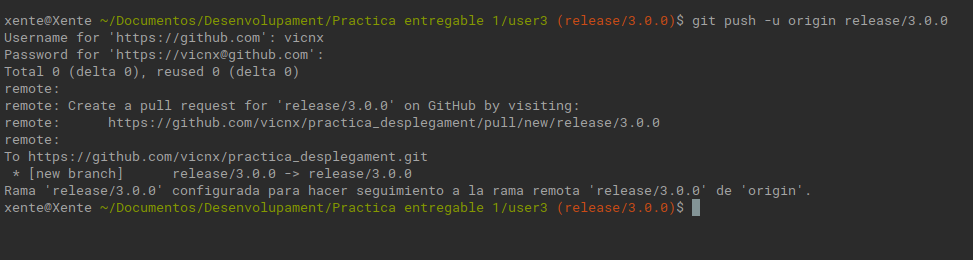 xente@Xente ~/Documentos/Desenvolupament/Practica entregable 1/user3 (release/3.0.0)$ git push -u origin release/3.0.0
Username for 'https://github.com': vicnx
Password for 'https://vicnx@github.com':
Total 0 (delta 0), reused 0 (delta 0)
remote:
remote: Create a pull request for 'release/3.0.0' on GitHub by visiting:
remote:      https://github.com/vicnx/practica_desplegament/pull/new/release/3.0.0
remote:
To https://github.com/vicnx/practica_desplegament.git
 * [new branch]      release/3.0.0 -> release/3.0.0
Rama 'release/3.0.0' configurada para hacer seguimiento a la rama remota 'release/3.0.0' de 'origin'.
xente@Xente ~/Documentos/Desenvolupament/Practica entregable 1/user3 (release/3.0.0)$